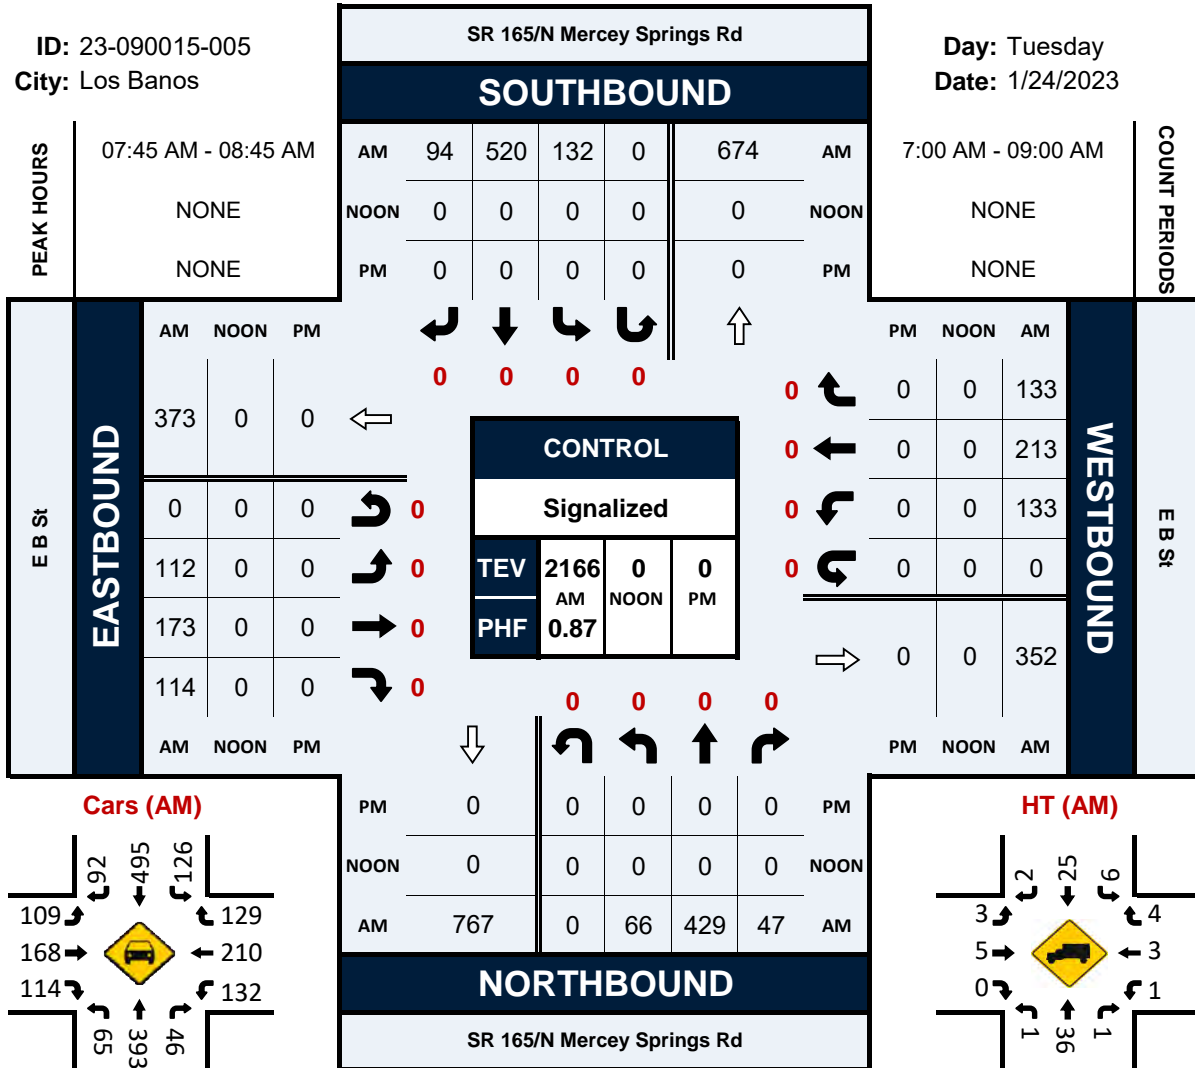 SR 165/N Mercey Springs Rd
ID: 23-090015-005
City: Los Banos
Day: Tuesday
Date: 1/24/2023
SOUTHBOUND
PEAK HOURS
07:45 AM - 08:45 AM
NONE
NONE
AM 94 520 132 0 674 AM
NOON 0 0 0 0 0 NOON
PM 0 0 0 0 0 PM
7:00 AM - 09:00 AM
NONE
NONE
COUNT PERIODS
0 0 0 0
E B St
EASTBOUND
AM NOON PM
373 0 0
0 0 0 0
112 0 0 0
173 0 0 0
114 0 0 0
AM NOON PM
CONTROL
Signalized
TEV 2166 0 0
AM NOON PM
PHF 0.87
PM NOON AM
0 0 0 133
0 0 0 213
0 0 0 133
0 0 0 0
0 0 352
PM NOON AM
WESTBOUND
E B St
0 0 0 0
PM 0 0 0 0 0 PM
NOON 0 0 0 0 0 NOON
AM 767 0 66 429 47 AM
NORTHBOUND
SR 165/N Mercey Springs Rd
Cars (AM)
92 495 126
109 129
168 210
114 132
65 393 46
HT (AM)
2 25 6
3 4
5 3
0 1
1 36 1